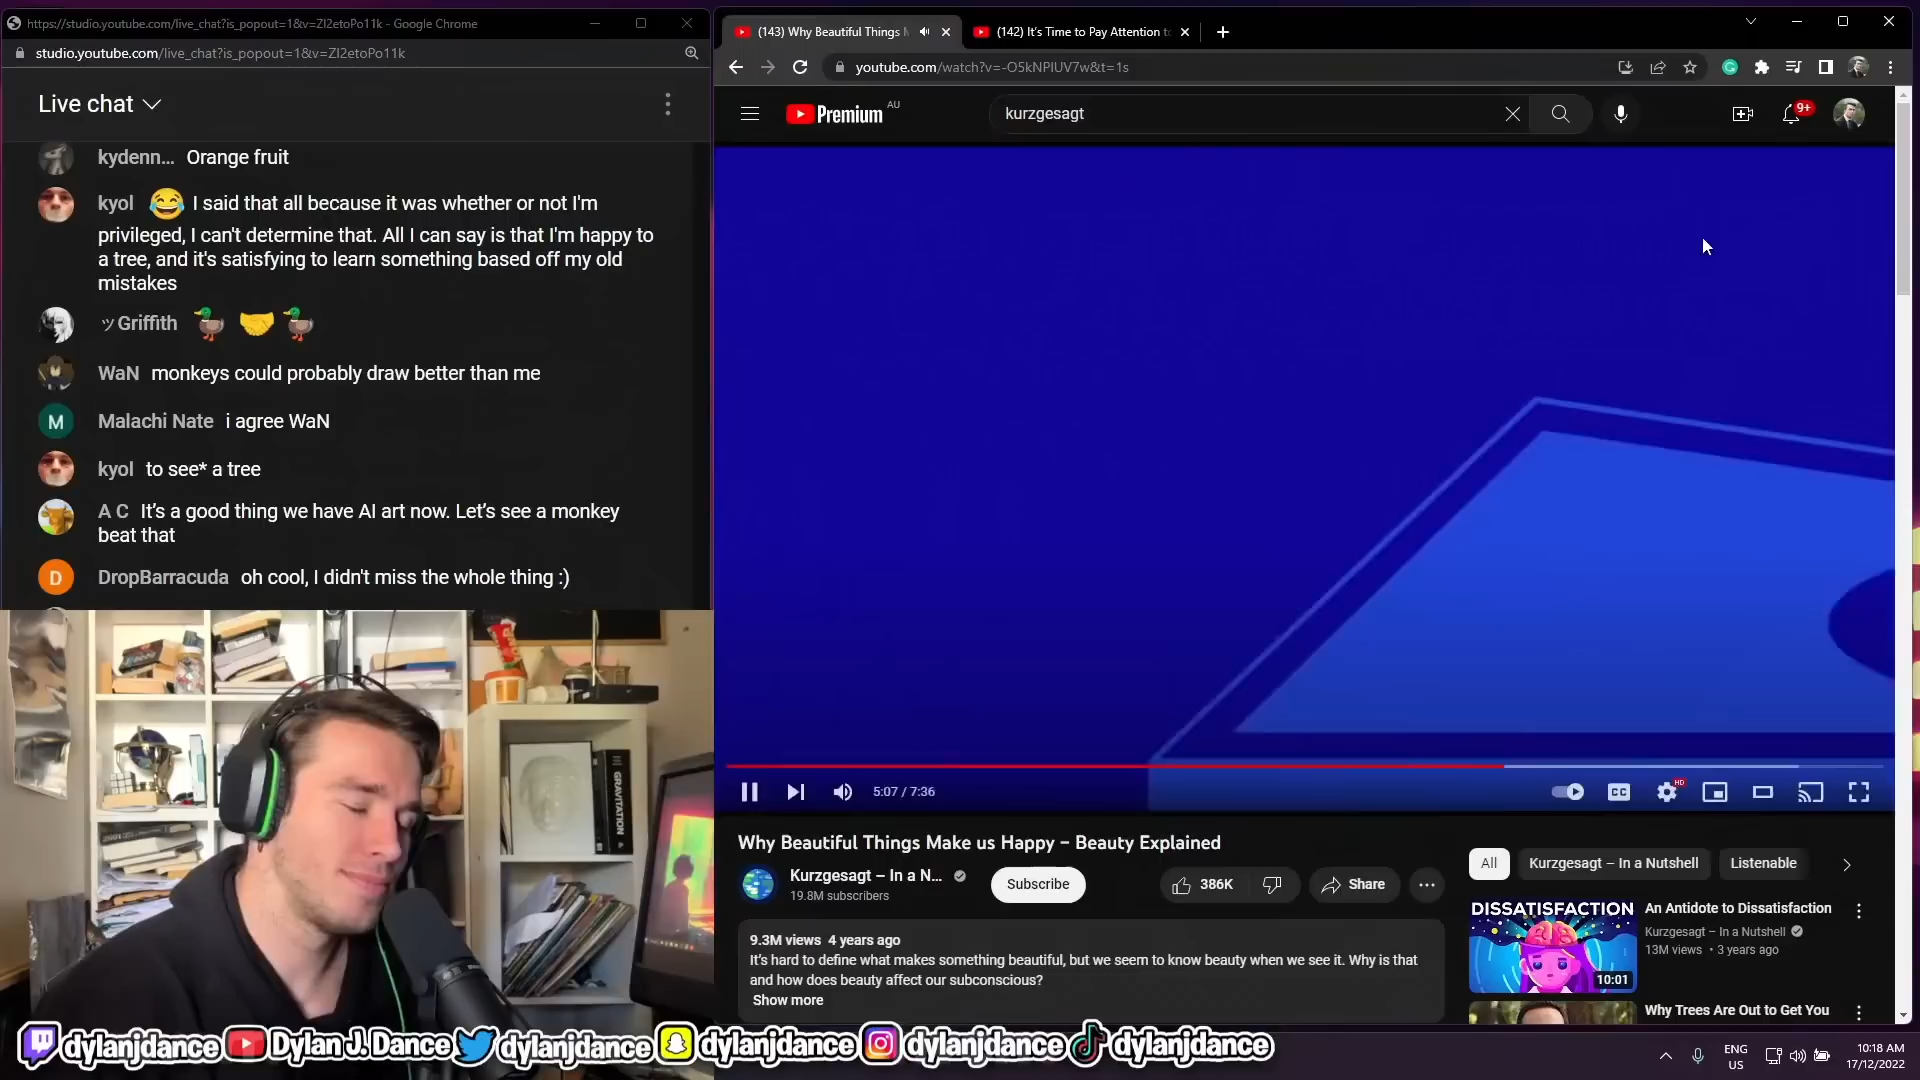 https://studio.youtube.com/live_chat?is_popout=1&v=Zl2etoPo11k - Google Chrome
studio.youtube.com/live_chat?is_popout=1&v=Zl2etoPo11k
Live chat
kydenn... Orange fruit
kyol 😂 I said that all because it was whether or not I'm
privileged, I can't determine that. All I can say is that I'm happy to
a tree, and it's satisfying to learn something based off my old
mistakes
ッGriffith 🦆 🤝 🦆
WaN monkeys could probably draw better than me
M Malachi Nate i agree WaN
kyol to see* a tree
A C It's a good thing we have AI art now. Let's see a monkey
beat that
D DropBarracuda oh cool, I didn't miss the whole thing :)
GRAVITATION
(143) Why Beautiful Things M
(142) It's Time to Pay Attention to
youtube.com/watch?v=-O5kNPlUV7w&t=1s
Premium AU
kurzgesagt
9+
5:07 / 7:36
CC
HD
Why Beautiful Things Make us Happy – Beauty Explained
Kurzgesagt – In a N...
19.8M subscribers
Subscribe
386K
Share
9.3M views 4 years ago
It's hard to define what makes something beautiful, but we seem to know beauty when we see it. Why is that
and how does beauty affect our subconscious?
Show more
All
Kurzgesagt – In a Nutshell
Listenable
DISSATISFACTION
10:01
An Antidote to Dissatisfaction
Kurzgesagt – In a Nutshell
13M views • 3 years ago
Why Trees Are Out to Get You
dylanjdance
Dylan J. Dance
dylanjdance
dylanjdance
dylanjdance
dylanjdance
ENG
US
10:18 AM
17/12/2022